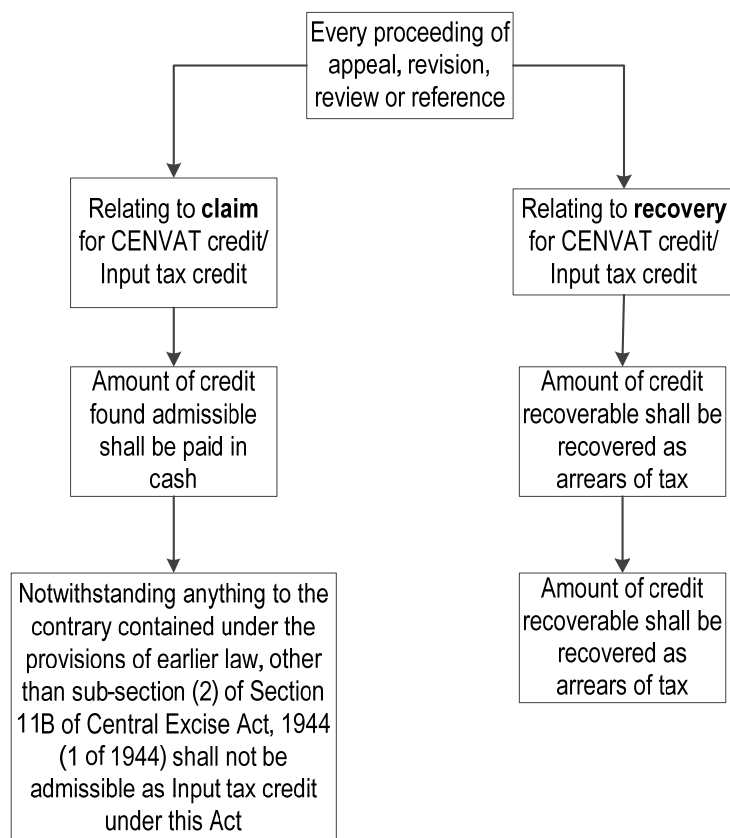 Every proceeding of
appeal, revision,
review or reference
Relating to claim
for CENVAT credit/
Input tax credit
Relating to recovery
for CENVAT credit/
Input tax credit
Amount of credit
found admissible
shall be paid in
cash
Amount of credit
recoverable shall be
recovered as
arrears of tax
Notwithstanding anything to the
contrary contained under the
provisions of earlier law, other
than sub-section (2) of Section
11B of Central Excise Act, 1944
(1 of 1944) shall not be
admissible as Input tax credit
under this Act
Amount of credit
recoverable shall be
recovered as
arrears of tax